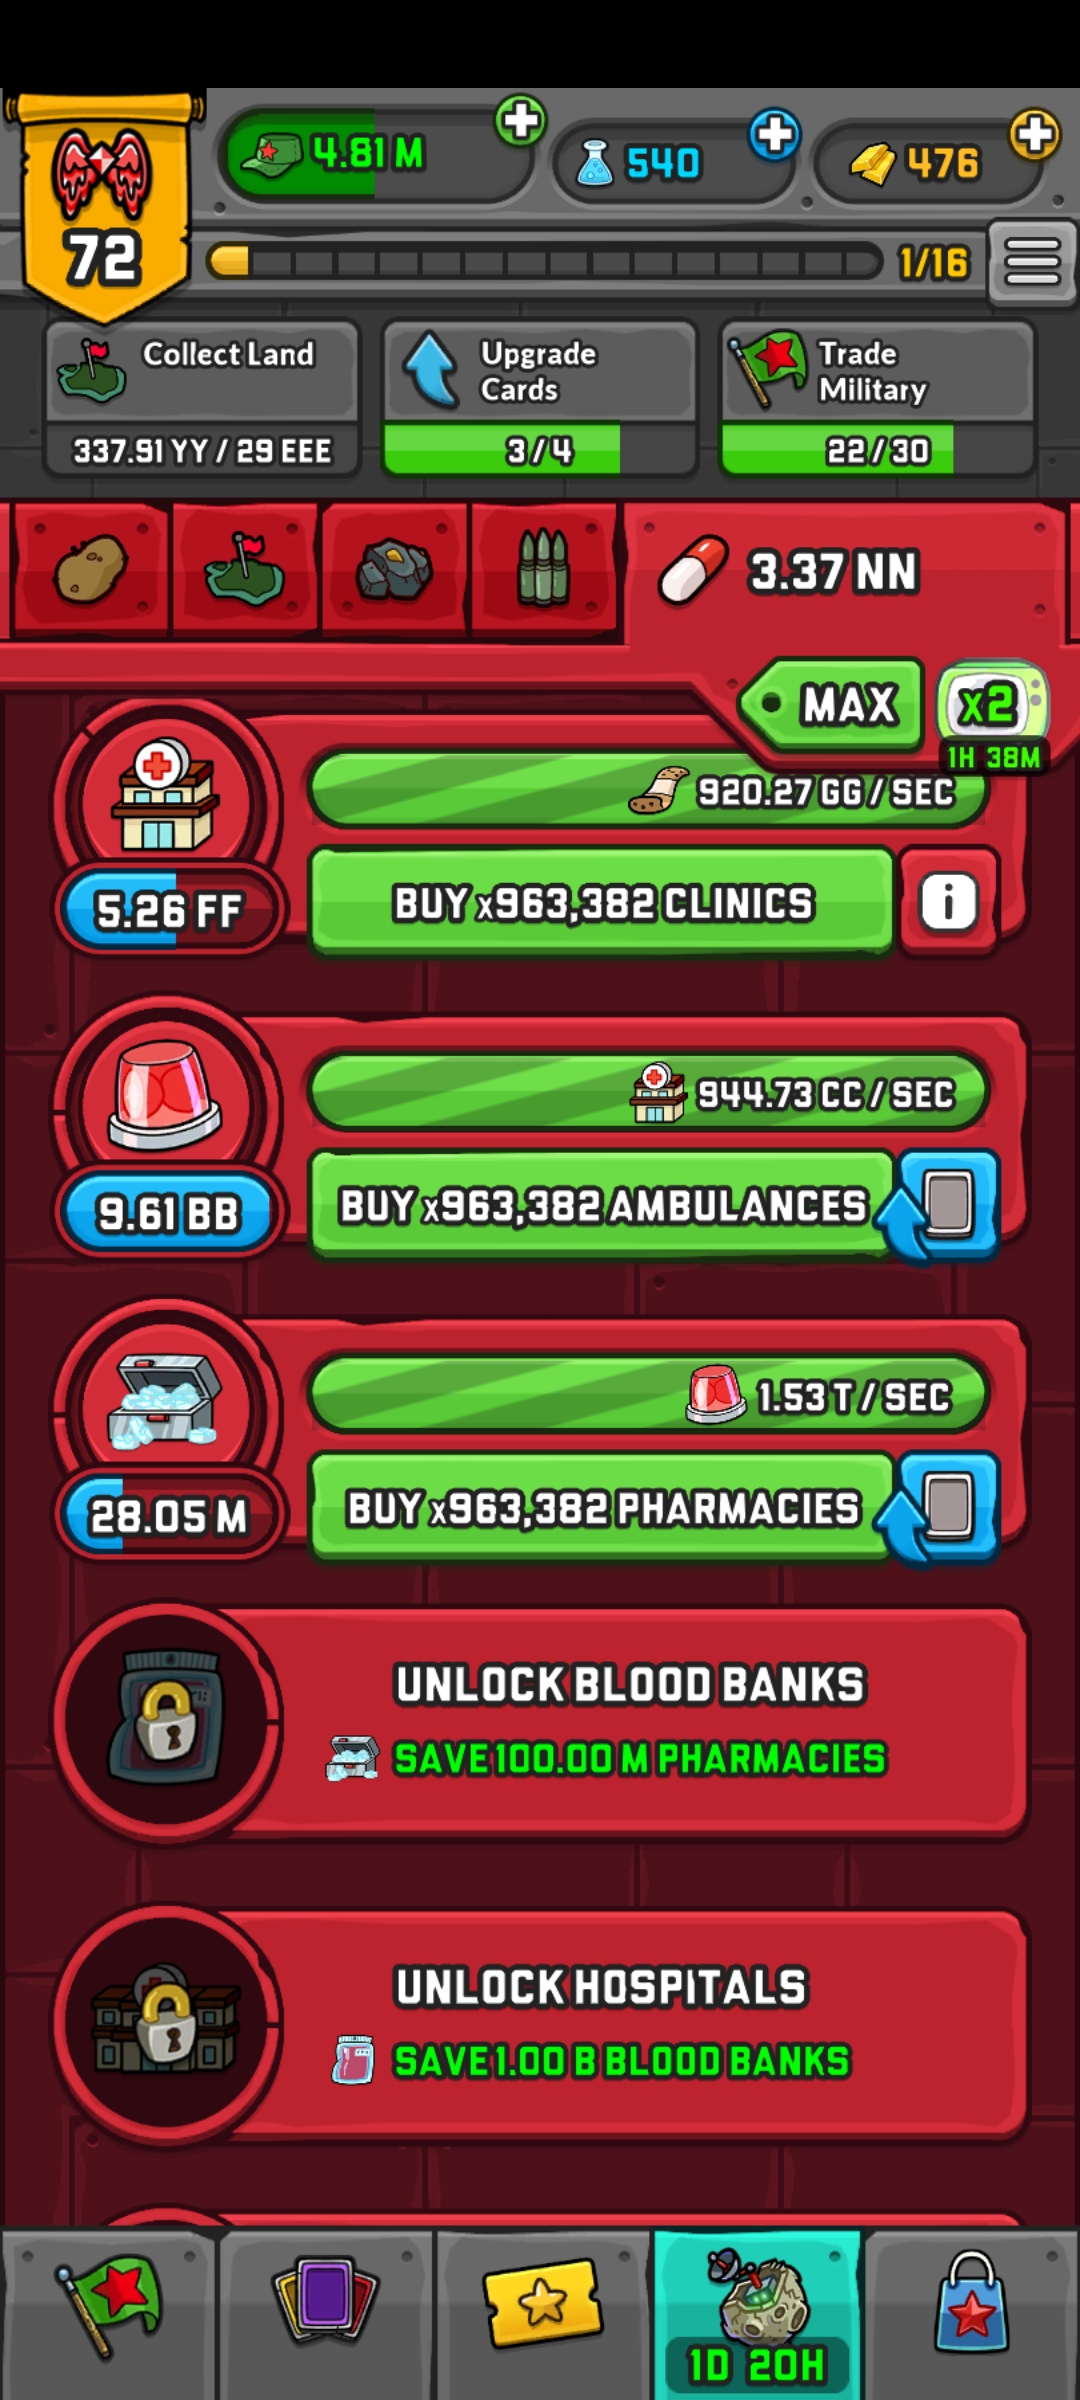 4.81 M
540
476
72
1/16
Collect Land
337.91 YY / 29 EEE
Upgrade
Cards
3/4
Trade
Military
22/30
3.37 NN
MAX
x2
1H 38M
920.27 GG / SEC
5.26 FF
BUY x963,382 CLINICS
i
944.73 CC / SEC
9.61 BB
BUY x963,382 AMBULANCES
1.53 T / SEC
28.05 M
BUY x963,382 PHARMACIES
UNLOCK BLOOD BANKS
SAVE 100.00 M PHARMACIES
UNLOCK HOSPITALS
SAVE 1.00 B BLOOD BANKS
1D 20H